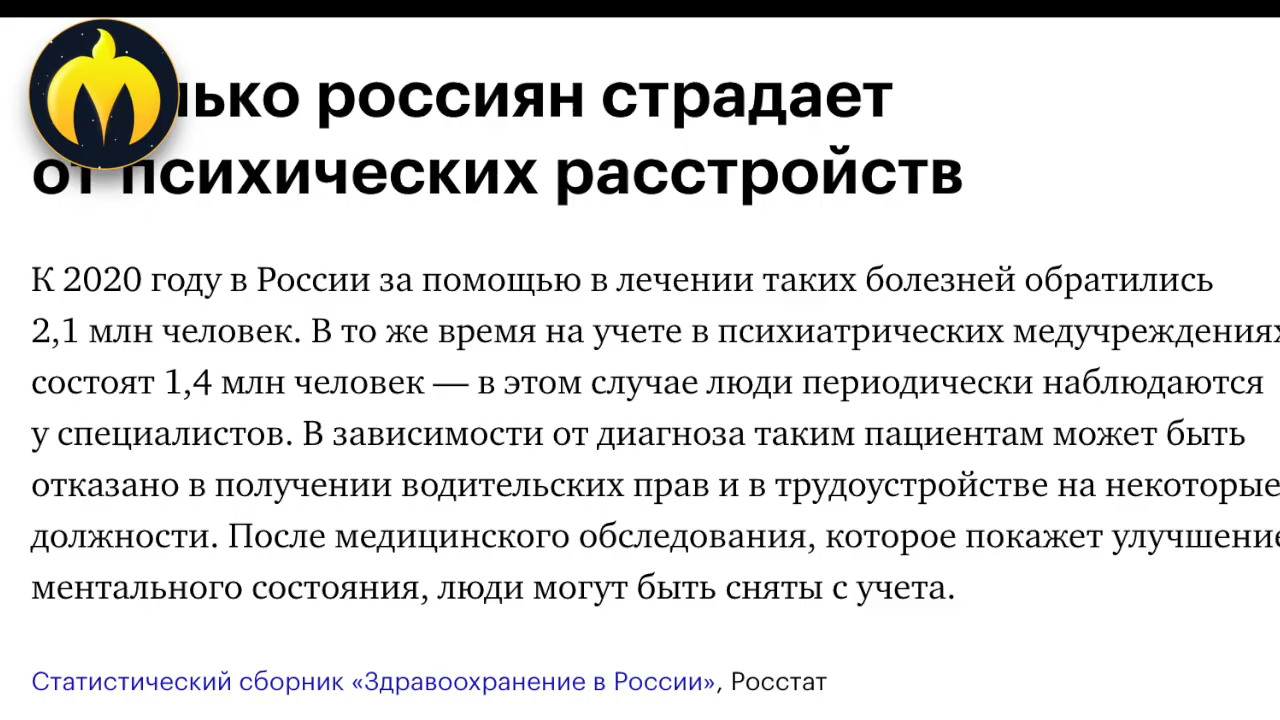 россиян страдает
психических расстройств
К 2020 году в России за помощью в лечении таких болезней обратились
2,1 млн человек. В то же время на учете в психиатрических медучреждениях
состоят 1,4 млн человек — в этом случае люди периодически наблюдаются
у специалистов. В зависимости от диагноза таким пациентам может быть
отказано в получении водительских прав и в трудоустройстве на некоторые
должности. После медицинского обследования, которое покажет улучшение
ментального состояния, люди могут быть сняты с учета.
Статистический сборник «Здравоохранение в России», Росстат